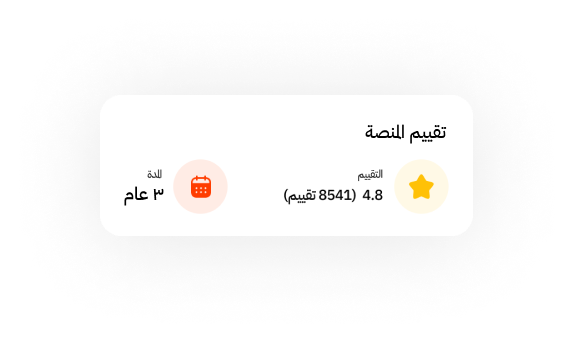 تقييم المنصة
التقييم
4.8 (8541 تقييم)
المدة
٣ عام